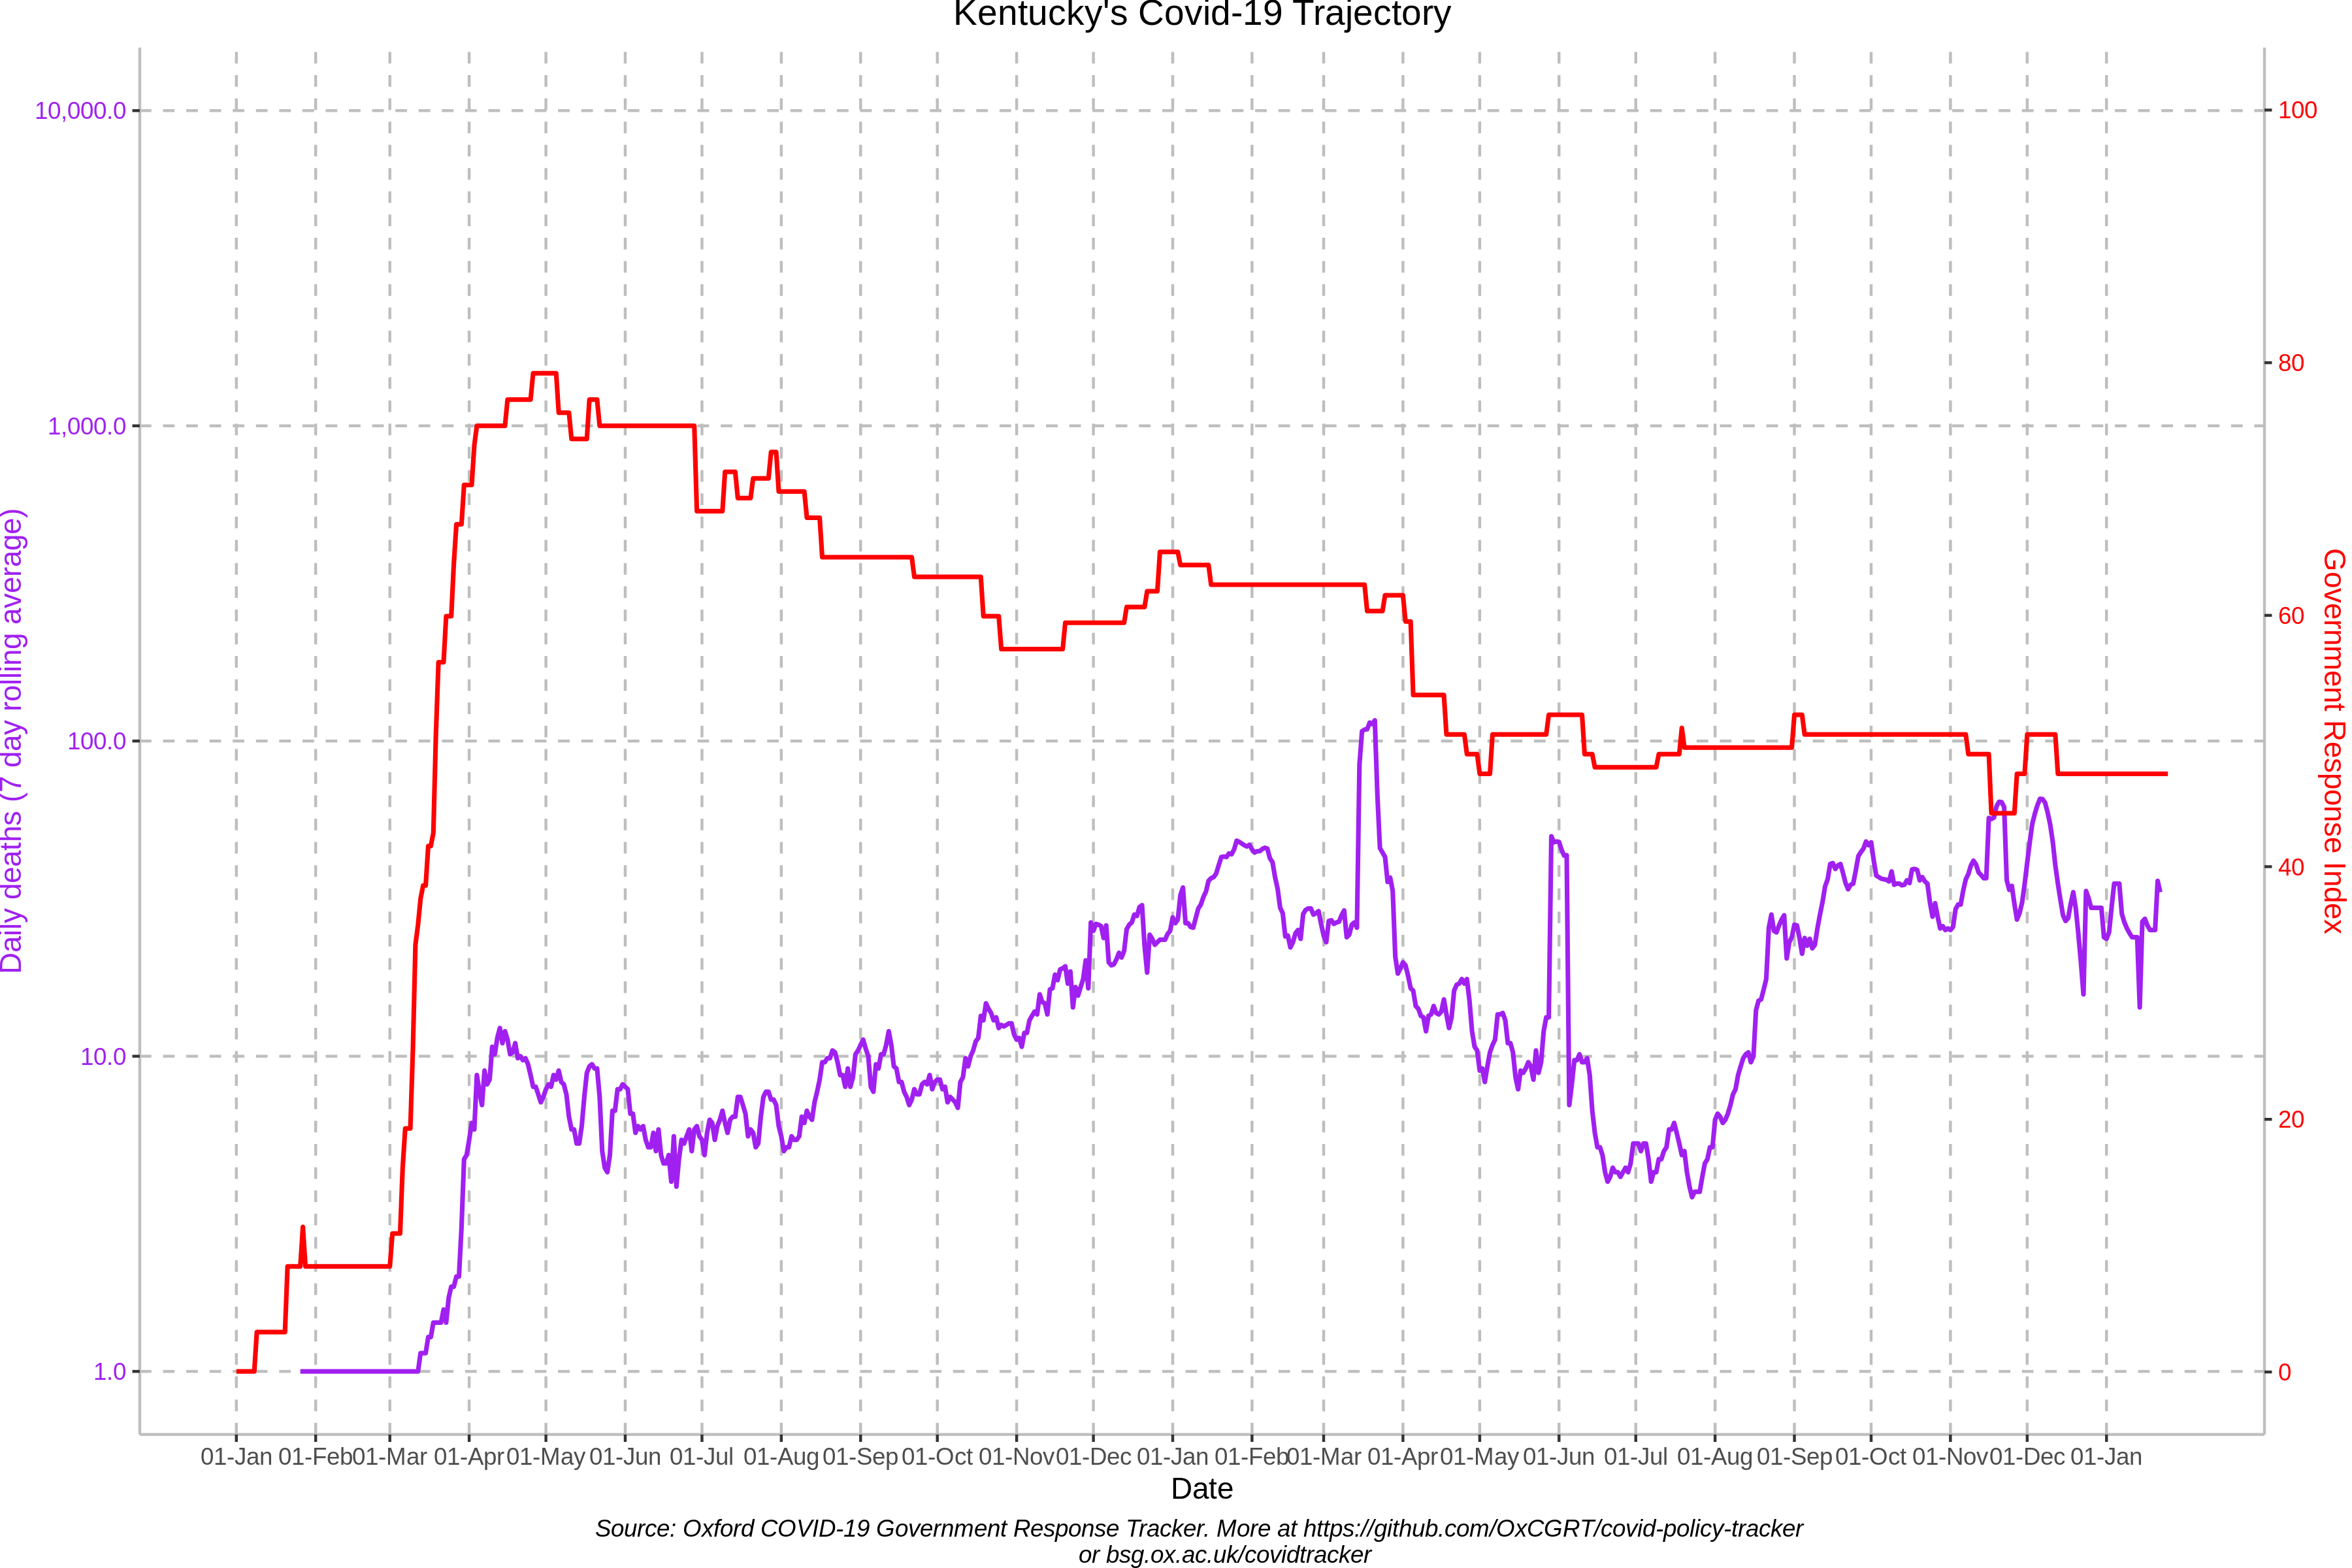 Kentucky's Covid-19 Trajectory
10,000.0
1,000.0
100.0
10.0
1.0
Daily deaths (7 day rolling average)
100
80
60
40
20
0
Government Response Index
01-Jan 01-Feb 01-Mar 01-Apr 01-May 01-Jun 01-Jul 01-Aug 01-Sep 01-Oct 01-Nov 01-Dec 01-Jan 01-Feb 01-Mar 01-Apr 01-May 01-Jun 01-Jul 01-Aug 01-Sep 01-Oct 01-Nov 01-Dec 01-Jan
Date
Source: Oxford COVID-19 Government Response Tracker. More at https://github.com/OxCGRT/covid-policy-tracker
or bsg.ox.ac.uk/covidtracker